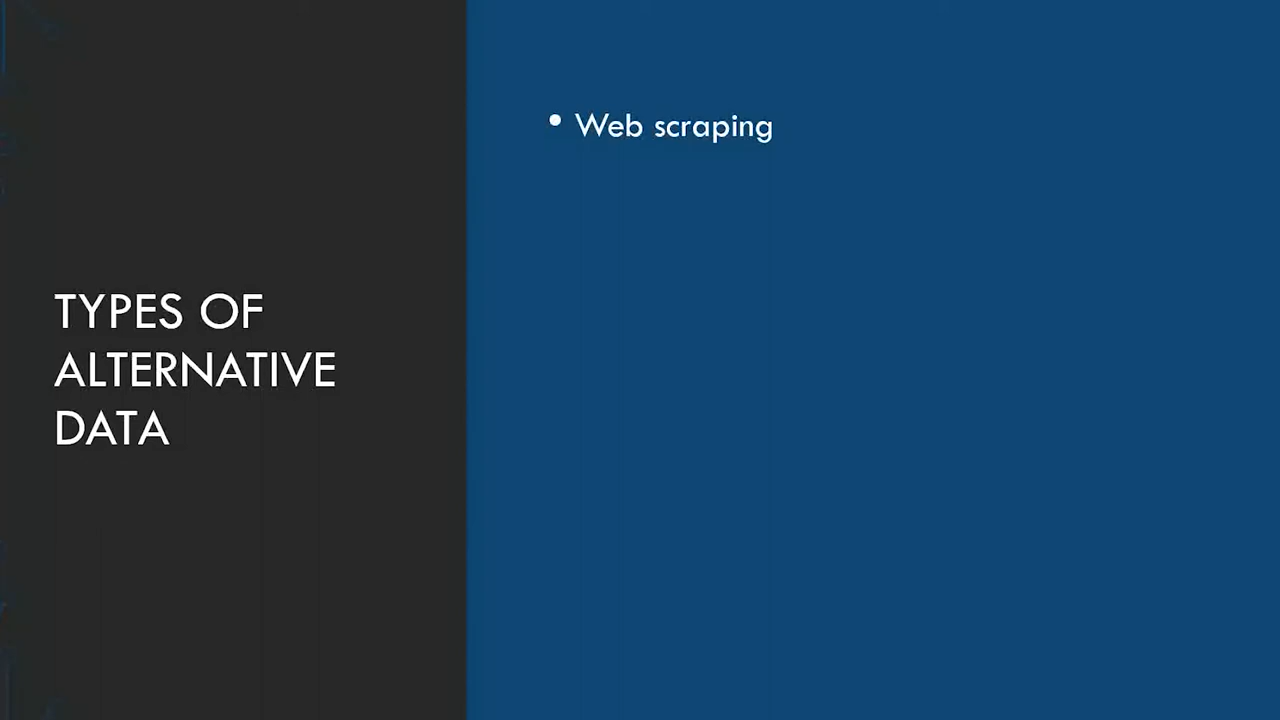 TYPES OF
ALTERNATIVE
DATA
• Web scraping